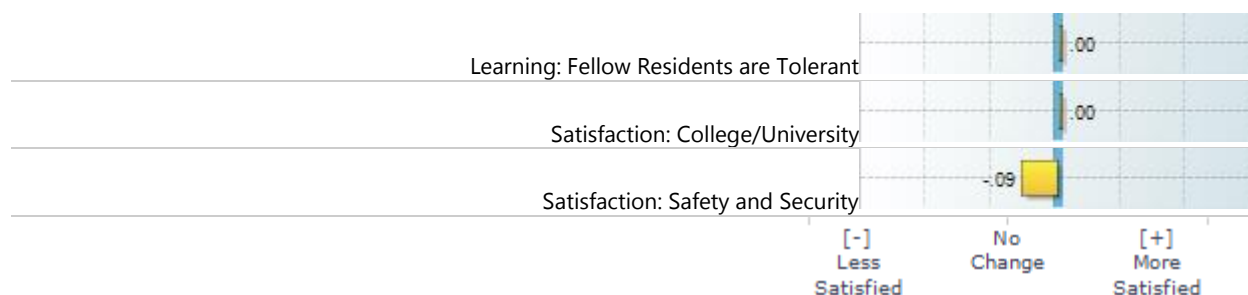 .00
Learning: Fellow Residents are Tolerant
.00
Satisfaction: College/University
-.09
Satisfaction: Safety and Security
[-] No [+]
Less Change More
Satisfied Satisfied